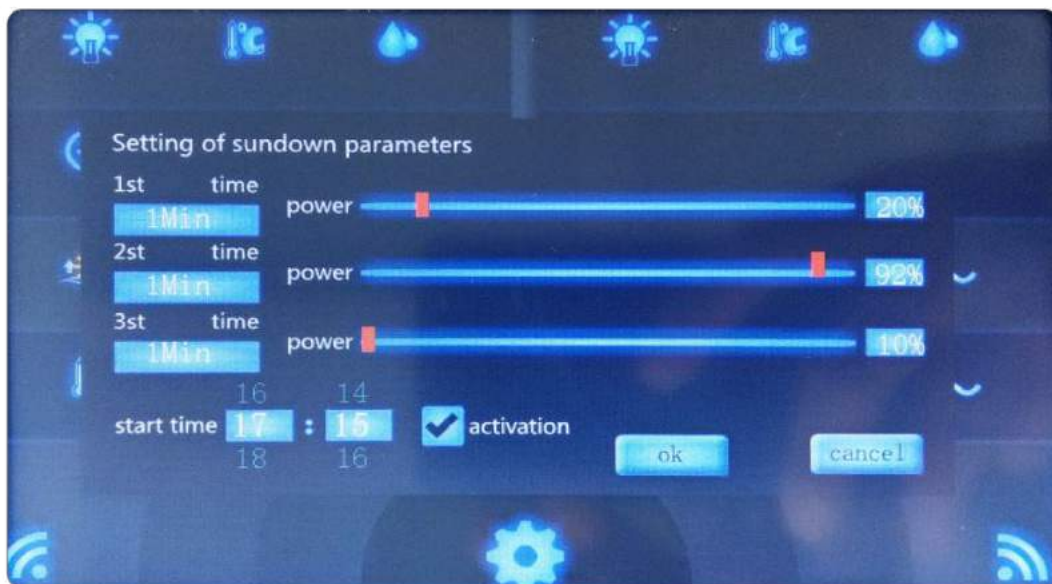 °C °C
Setting of sundown parameters
1st time
1Min power 20%
2st time
1Min power 92%
3st time
1Min power 10%
16 14
start time 17 : 15 activation
18 16
ok cancel